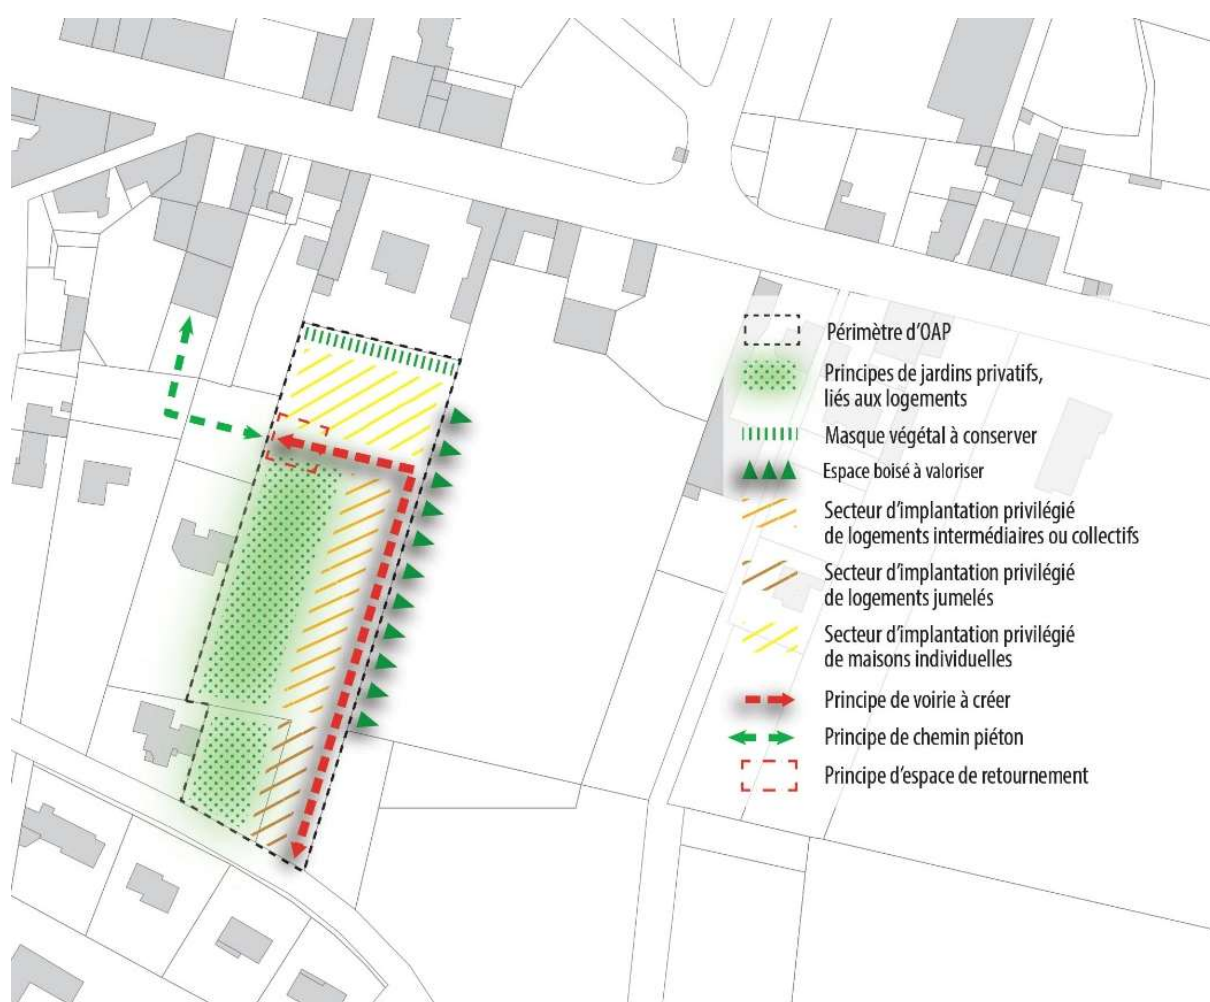 Périmètre d'OAP
Principes de jardins privatifs,
liés aux logements
Masque végétal à conserver
Espace boisé à valoriser
Secteur d'implantation privilégié
de logements intermédiaires ou collectifs
Secteur d'implantation privilégié
de logements jumelés
Secteur d'implantation privilégié
de maisons individuelles
Principe de voirie à créer
Principe de chemin piéton
Principe d'espace de retournement